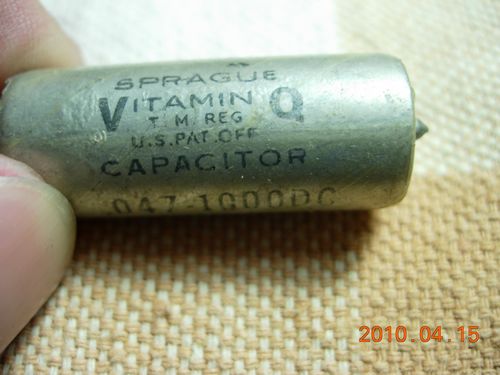 SPRAGUE
VITAMIN Q
T. M. REG
U.S. PAT. OFF
CAPACITOR
.047-1000DC
2010.04.15